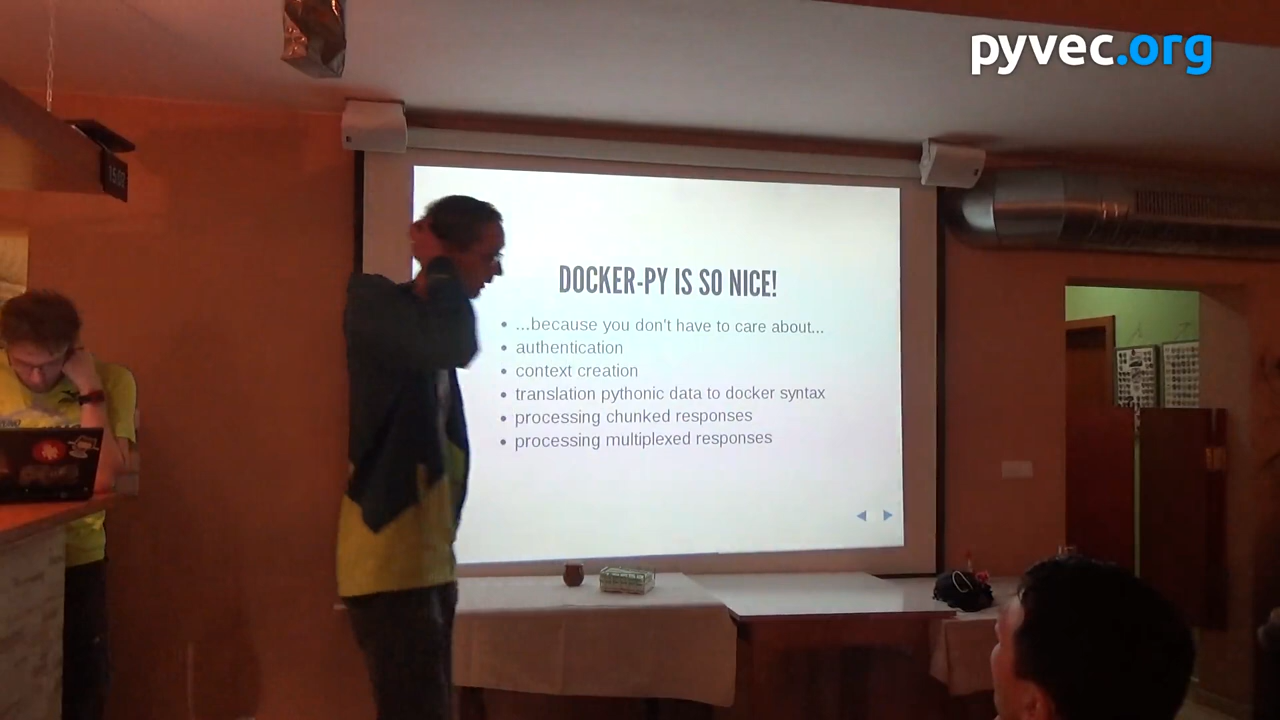 pyvec.org
DOCKER-PY IS SO NICE!
...because you don't have to care about...
authentication
context creation
translation pythonic data to docker syntax
processing chunked responses
processing multiplexed responses